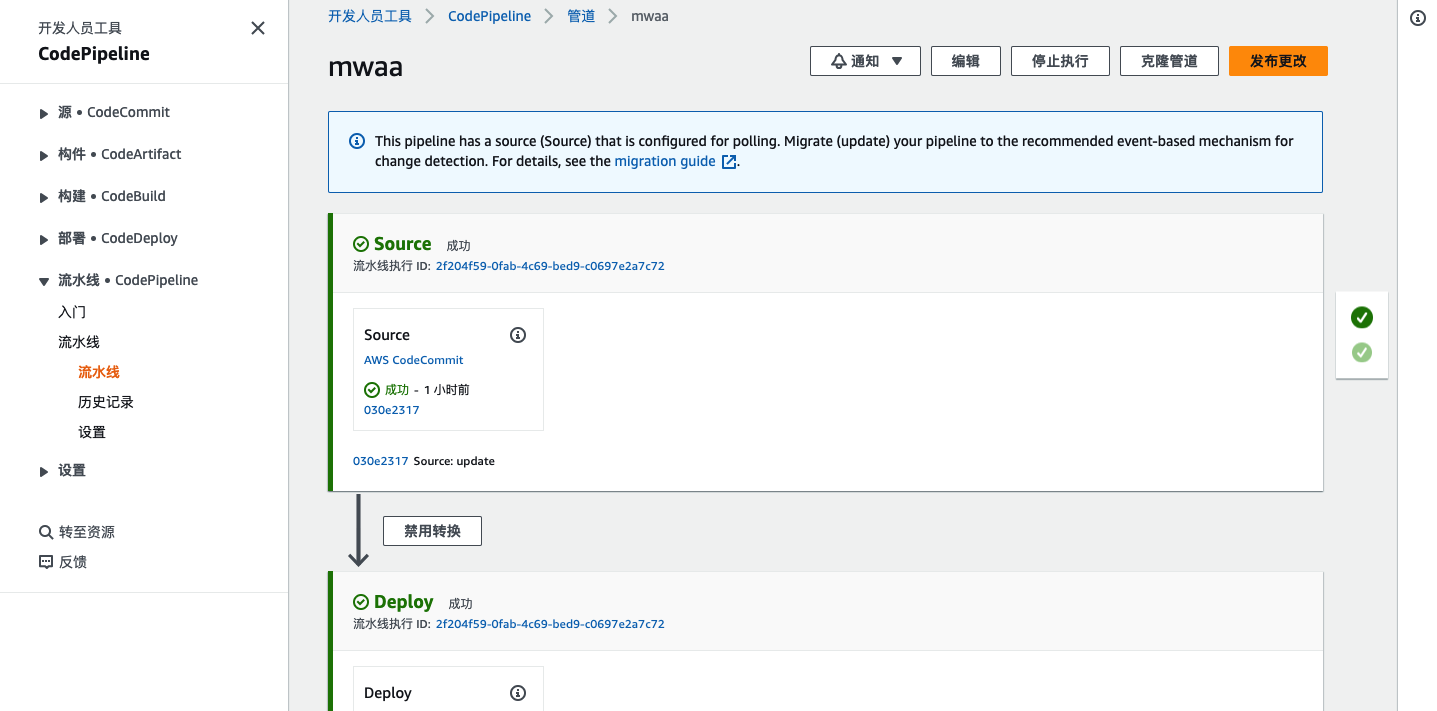 开发人员工具
CodePipeline
源 • CodeCommit
构件 • CodeArtifact
构建 • CodeBuild
部署 • CodeDeploy
流水线 • CodePipeline
入门
流水线
流水线
历史记录
设置
设置
转至资源
反馈
开发人员工具 CodePipeline 管道 mwaa
mwaa
通知 编辑 停止执行 克隆管道 发布更改
This pipeline has a source (Source) that is configured for polling. Migrate (update) your pipeline to the recommended event-based mechanism for
change detection. For details, see the migration guide.
Source 成功
流水线执行 ID: 2f204f59-0fab-4c69-bed9-c0697e2a7c72
Source
AWS CodeCommit
成功 - 1 小时前
030e2317
030e2317 Source: update
禁用转换
Deploy 成功
流水线执行 ID: 2f204f59-0fab-4c69-bed9-c0697e2a7c72
Deploy